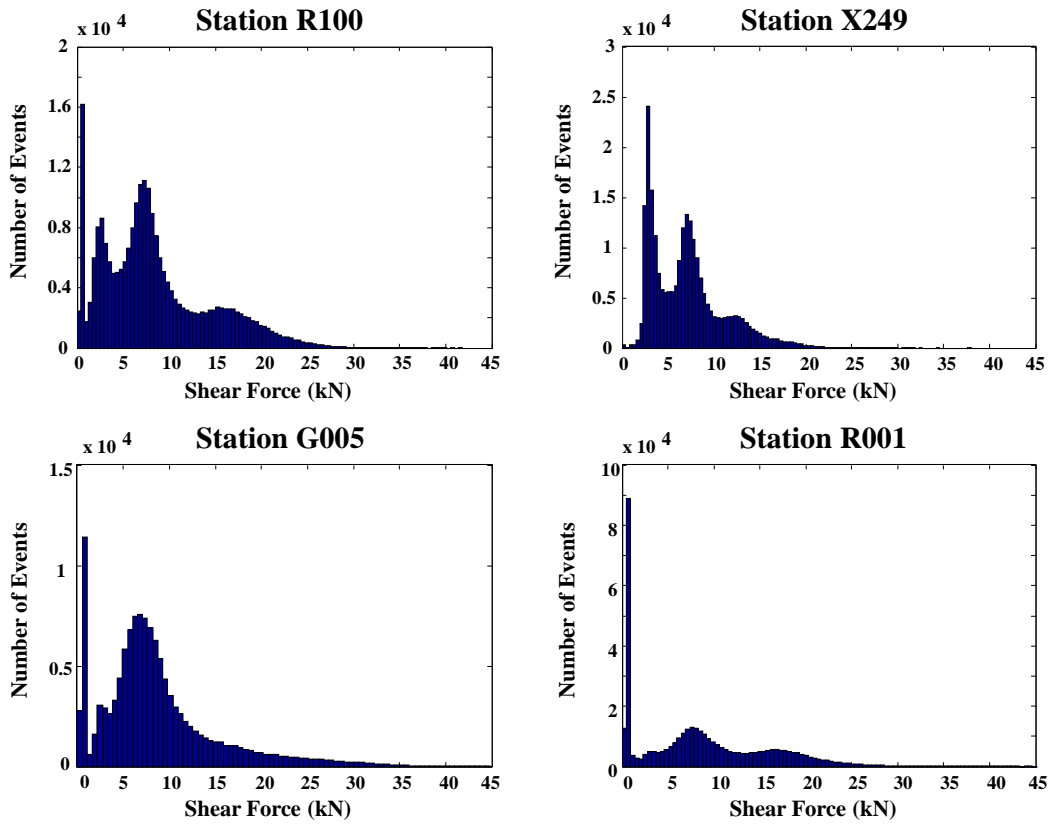 Station R100
x 10 4
Number of Events
2
1.6
1.2
0.8
0.4
0
0 5 10 15 20 25 30 35 40 45
Shear Force (kN)
Station X249
x 10 4
Number of Events
3
2.5
2
1.5
1
0.5
0
0 5 10 15 20 25 30 35 40 45
Shear Force (kN)
Station G005
x 10 4
Number of Events
1.5
1
0.5
0
0 5 10 15 20 25 30 35 40 45
Shear Force (kN)
Station R001
x 10 4
Number of Events
10
8
6
4
2
0
0 5 10 15 20 25 30 35 40 45
Shear Force (kN)